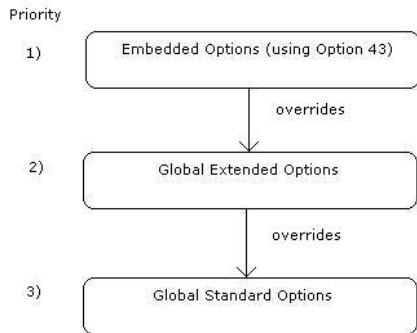 Priority
1)
Embedded Options (using Option 43)
overrides
2)
Global Extended Options
overrides
3)
Global Standard Options